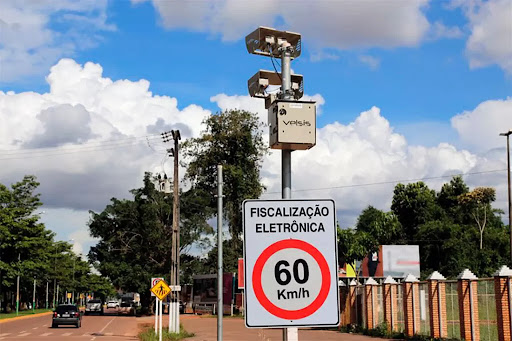 velsis
FISCALIZAÇÃO
ELETRÔNICA
60
Km/h